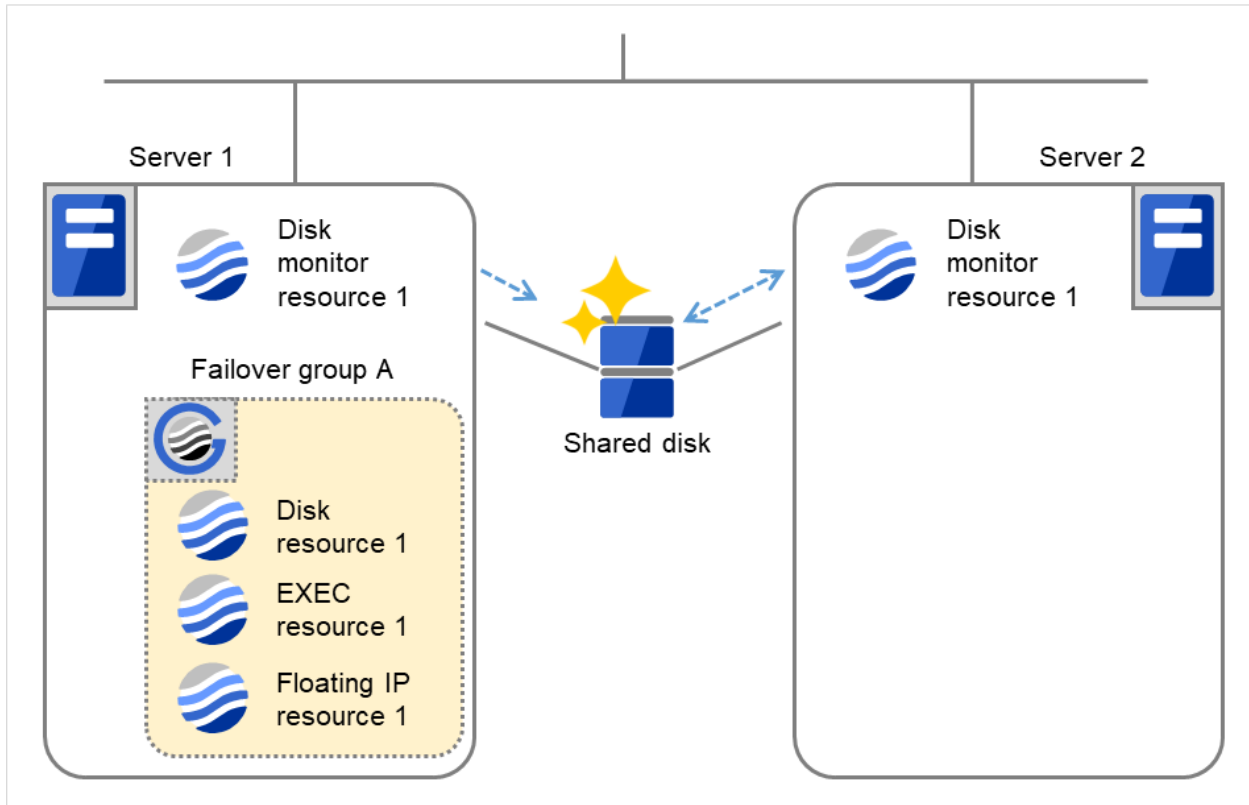 Server 1
Server 2
Disk
monitor
resource 1
Disk
monitor
resource 1
Failover group A
Shared disk
Disk
resource 1
EXEC
resource 1
Floating IP
resource 1